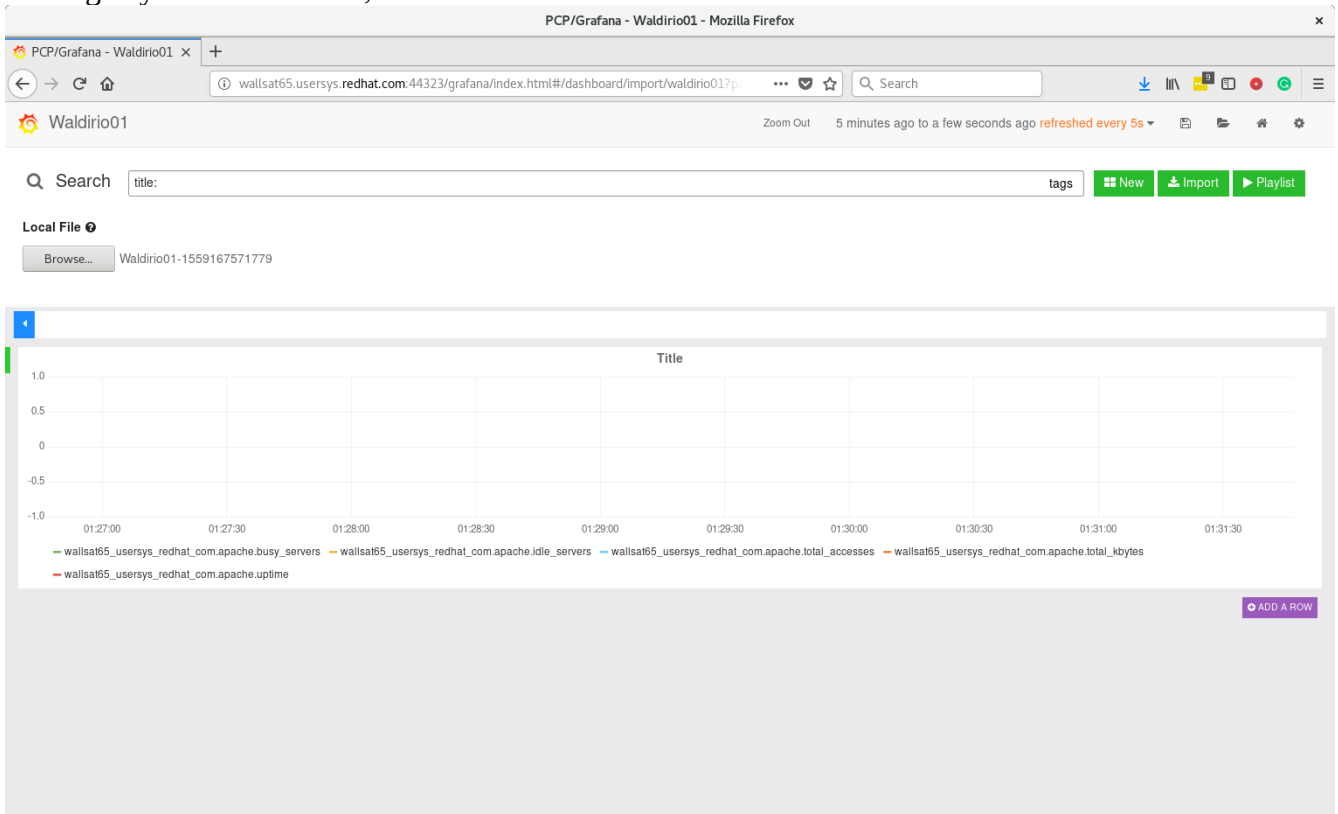 PCP/Grafana - Waldirio01 - Mozilla Firefox
PCP/Grafana - Waldirio01
wallsat65.usersys.redhat.com:44323/grafana/index.html#/dashboard/import/waldirio01?p
Search
9
Waldirio01
Zoom Out 5 minutes ago to a few seconds ago refreshed every 5s
Search title: tags New Import Playlist
Local File
Browse... Waldirio01-1559167571779
Title
1.0
0.5
0
-0.5
-1.0
01:27:00 01:27:30 01:28:00 01:28:30 01:29:00 01:29:30 01:30:00 01:30:30 01:31:00 01:31:30
wallsat65_usersys_redhat_com.apache.busy_servers wallsat65_usersys_redhat_com.apache.idle_servers wallsat65_usersys_redhat_com.apache.total_accesses wallsat65_usersys_redhat_com.apache.total_kbytes
wallsat65_usersys_redhat_com.apache.uptime
ADD A ROW